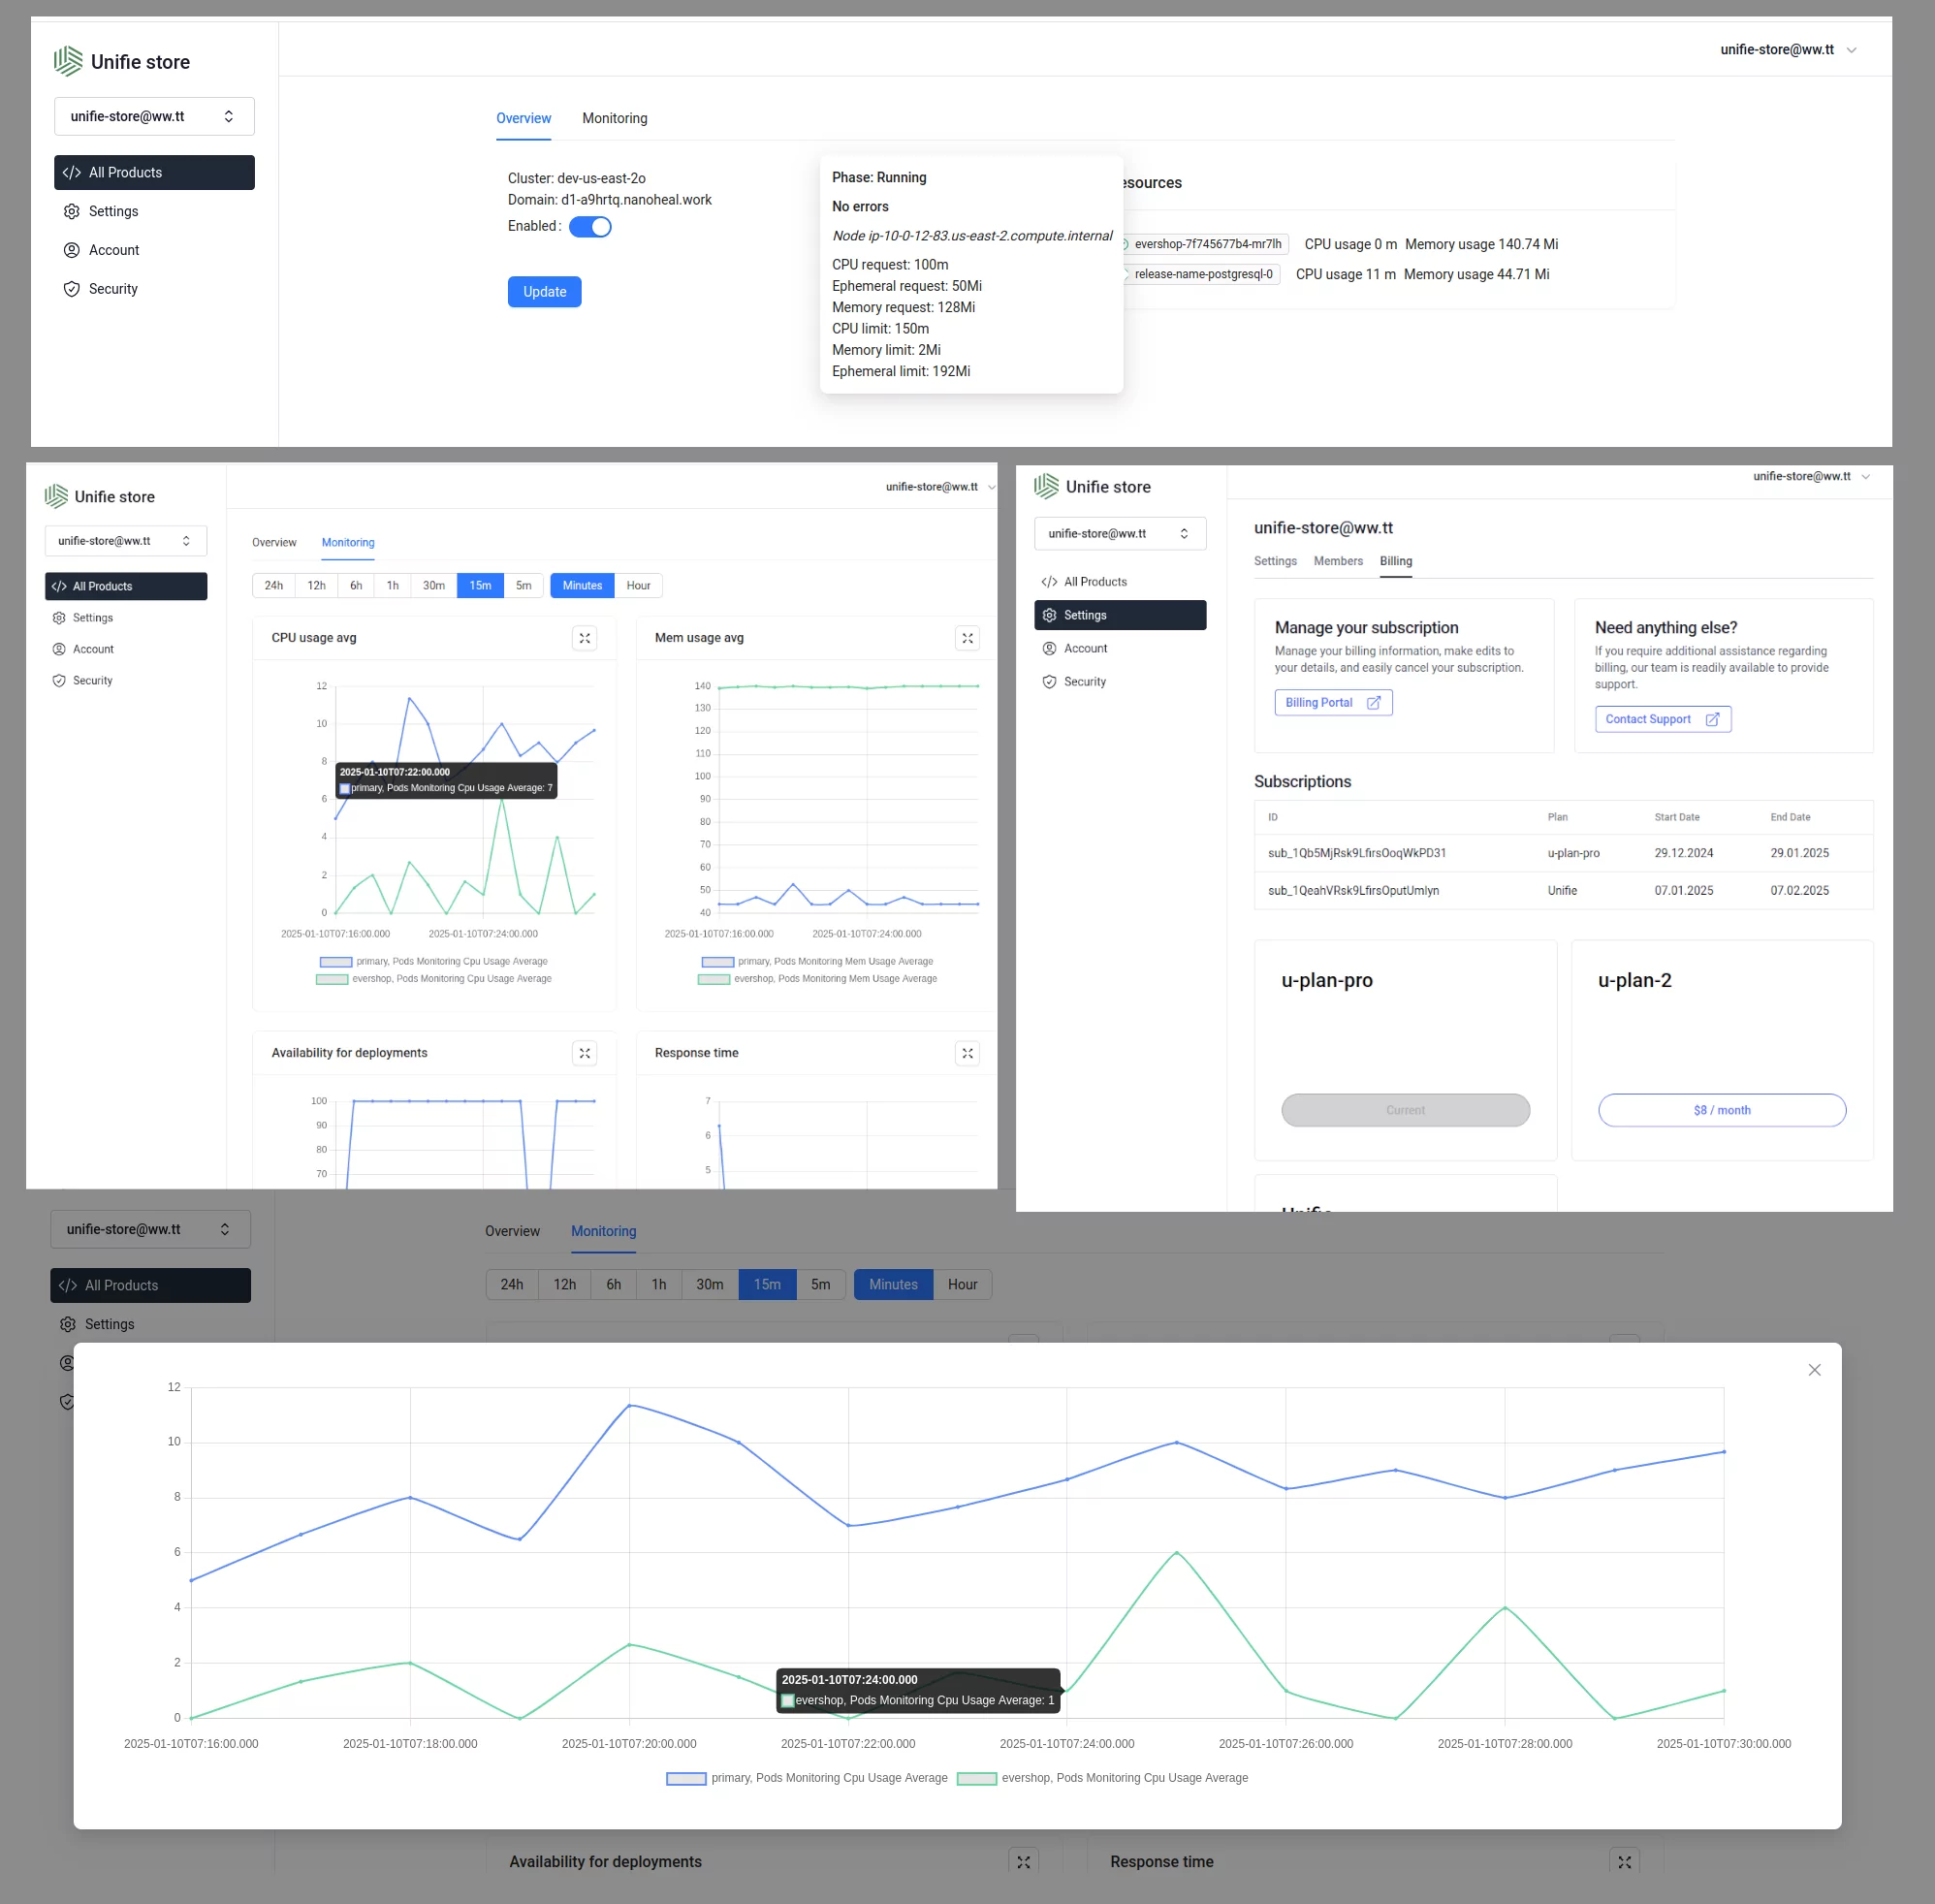 Unifie store
unifie-store@ww.tt
unifie-store@ww.tt
All Products
Settings
Account
Security
Overview Monitoring
Cluster: dev-us-east-2o
Domain: d1-a9hrtq.nanoheal.work
Enabled:
Update
Phase: Running
No errors
Node ip-10-0-12-83.us-east-2.compute.internal
CPU request: 100m
Ephemeral request: 50Mi
Memory request: 128Mi
CPU limit: 150m
Memory limit: 2Mi
Ephemeral limit: 192Mi
esources
evershop-7f745677b4-mr7lh CPU usage 0 m Memory usage 140.74 Mi
release-name-postgresql-0 CPU usage 11 m Memory usage 44.71 Mi
Unifie store
unifie-store@ww.tt
unifie-store@ww.tt
All Products
Settings
Account
Security
Overview Monitoring
24h 12h 6h 1h 30m 15m 5m Minutes Hour
CPU usage avg
12
10
8
6
4
2
0
2025-01-10T07:22:00.000
primary, Pods Monitoring Cpu Usage Average: 7
2025-01-10T07:16:00.000 2025-01-10T07:24:00.000
primary, Pods Monitoring Cpu Usage Average
evershop, Pods Monitoring Cpu Usage Average
Mem usage avg
140
130
120
110
100
90
80
70
60
50
40
2025-01-10T07:16:00.000 2025-01-10T07:24:00.000
primary, Pods Monitoring Mem Usage Average
evershop, Pods Monitoring Mem Usage Average
Availability for deployments
100
90
80
70
Response time
7
6
5
Unifie store
unifie-store@ww.tt
unifie-store@ww.tt
All Products
Settings
Account
Security
unifie-store@ww.tt
Settings Members Billing
Manage your subscription
Manage your billing information, make edits to
your details, and easily cancel your subscription.
Billing Portal
Need anything else?
If you require additional assistance regarding
billing, our team is readily available to provide
support.
Contact Support
Subscriptions
ID Plan Start Date End Date
sub_1Qb5MjRsk9LfirsOoqWkPD31 u-plan-pro 29.12.2024 29.01.2025
sub_1QeahVRsk9LfirsOputUmlyn Unifie 07.01.2025 07.02.2025
u-plan-pro
Current
u-plan-2
$8 / month
Unifie
unifie-store@ww.tt
All Products
Settings
Overview Monitoring
24h 12h 6h 1h 30m 15m 5m Minutes Hour
12
10
8
6
4
2
0
2025-01-10T07:24:00.000
evershop, Pods Monitoring Cpu Usage Average: 1
2025-01-10T07:16:00.000 2025-01-10T07:18:00.000 2025-01-10T07:20:00.000 2025-01-10T07:22:00.000 2025-01-10T07:24:00.000 2025-01-10T07:26:00.000 2025-01-10T07:28:00.000 2025-01-10T07:30:00.000
primary, Pods Monitoring Cpu Usage Average evershop, Pods Monitoring Cpu Usage Average
Availability for deployments
Response time